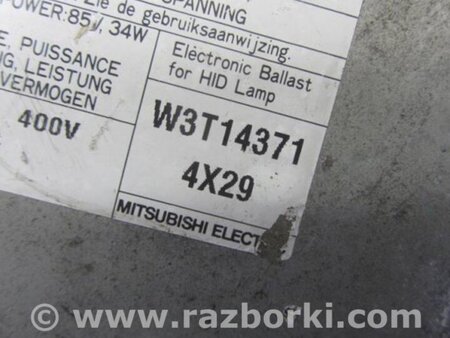 SPANNING
Zie de gebruiksaanwijzing.
POWER:85V, 34W
PUISSANCE
LEISTUNG
VERMOGEN
400V
Electronic Ballast
for HID Lamp
W3T14371
4X29
MITSUBISHI ELECT
© www.razborki.com